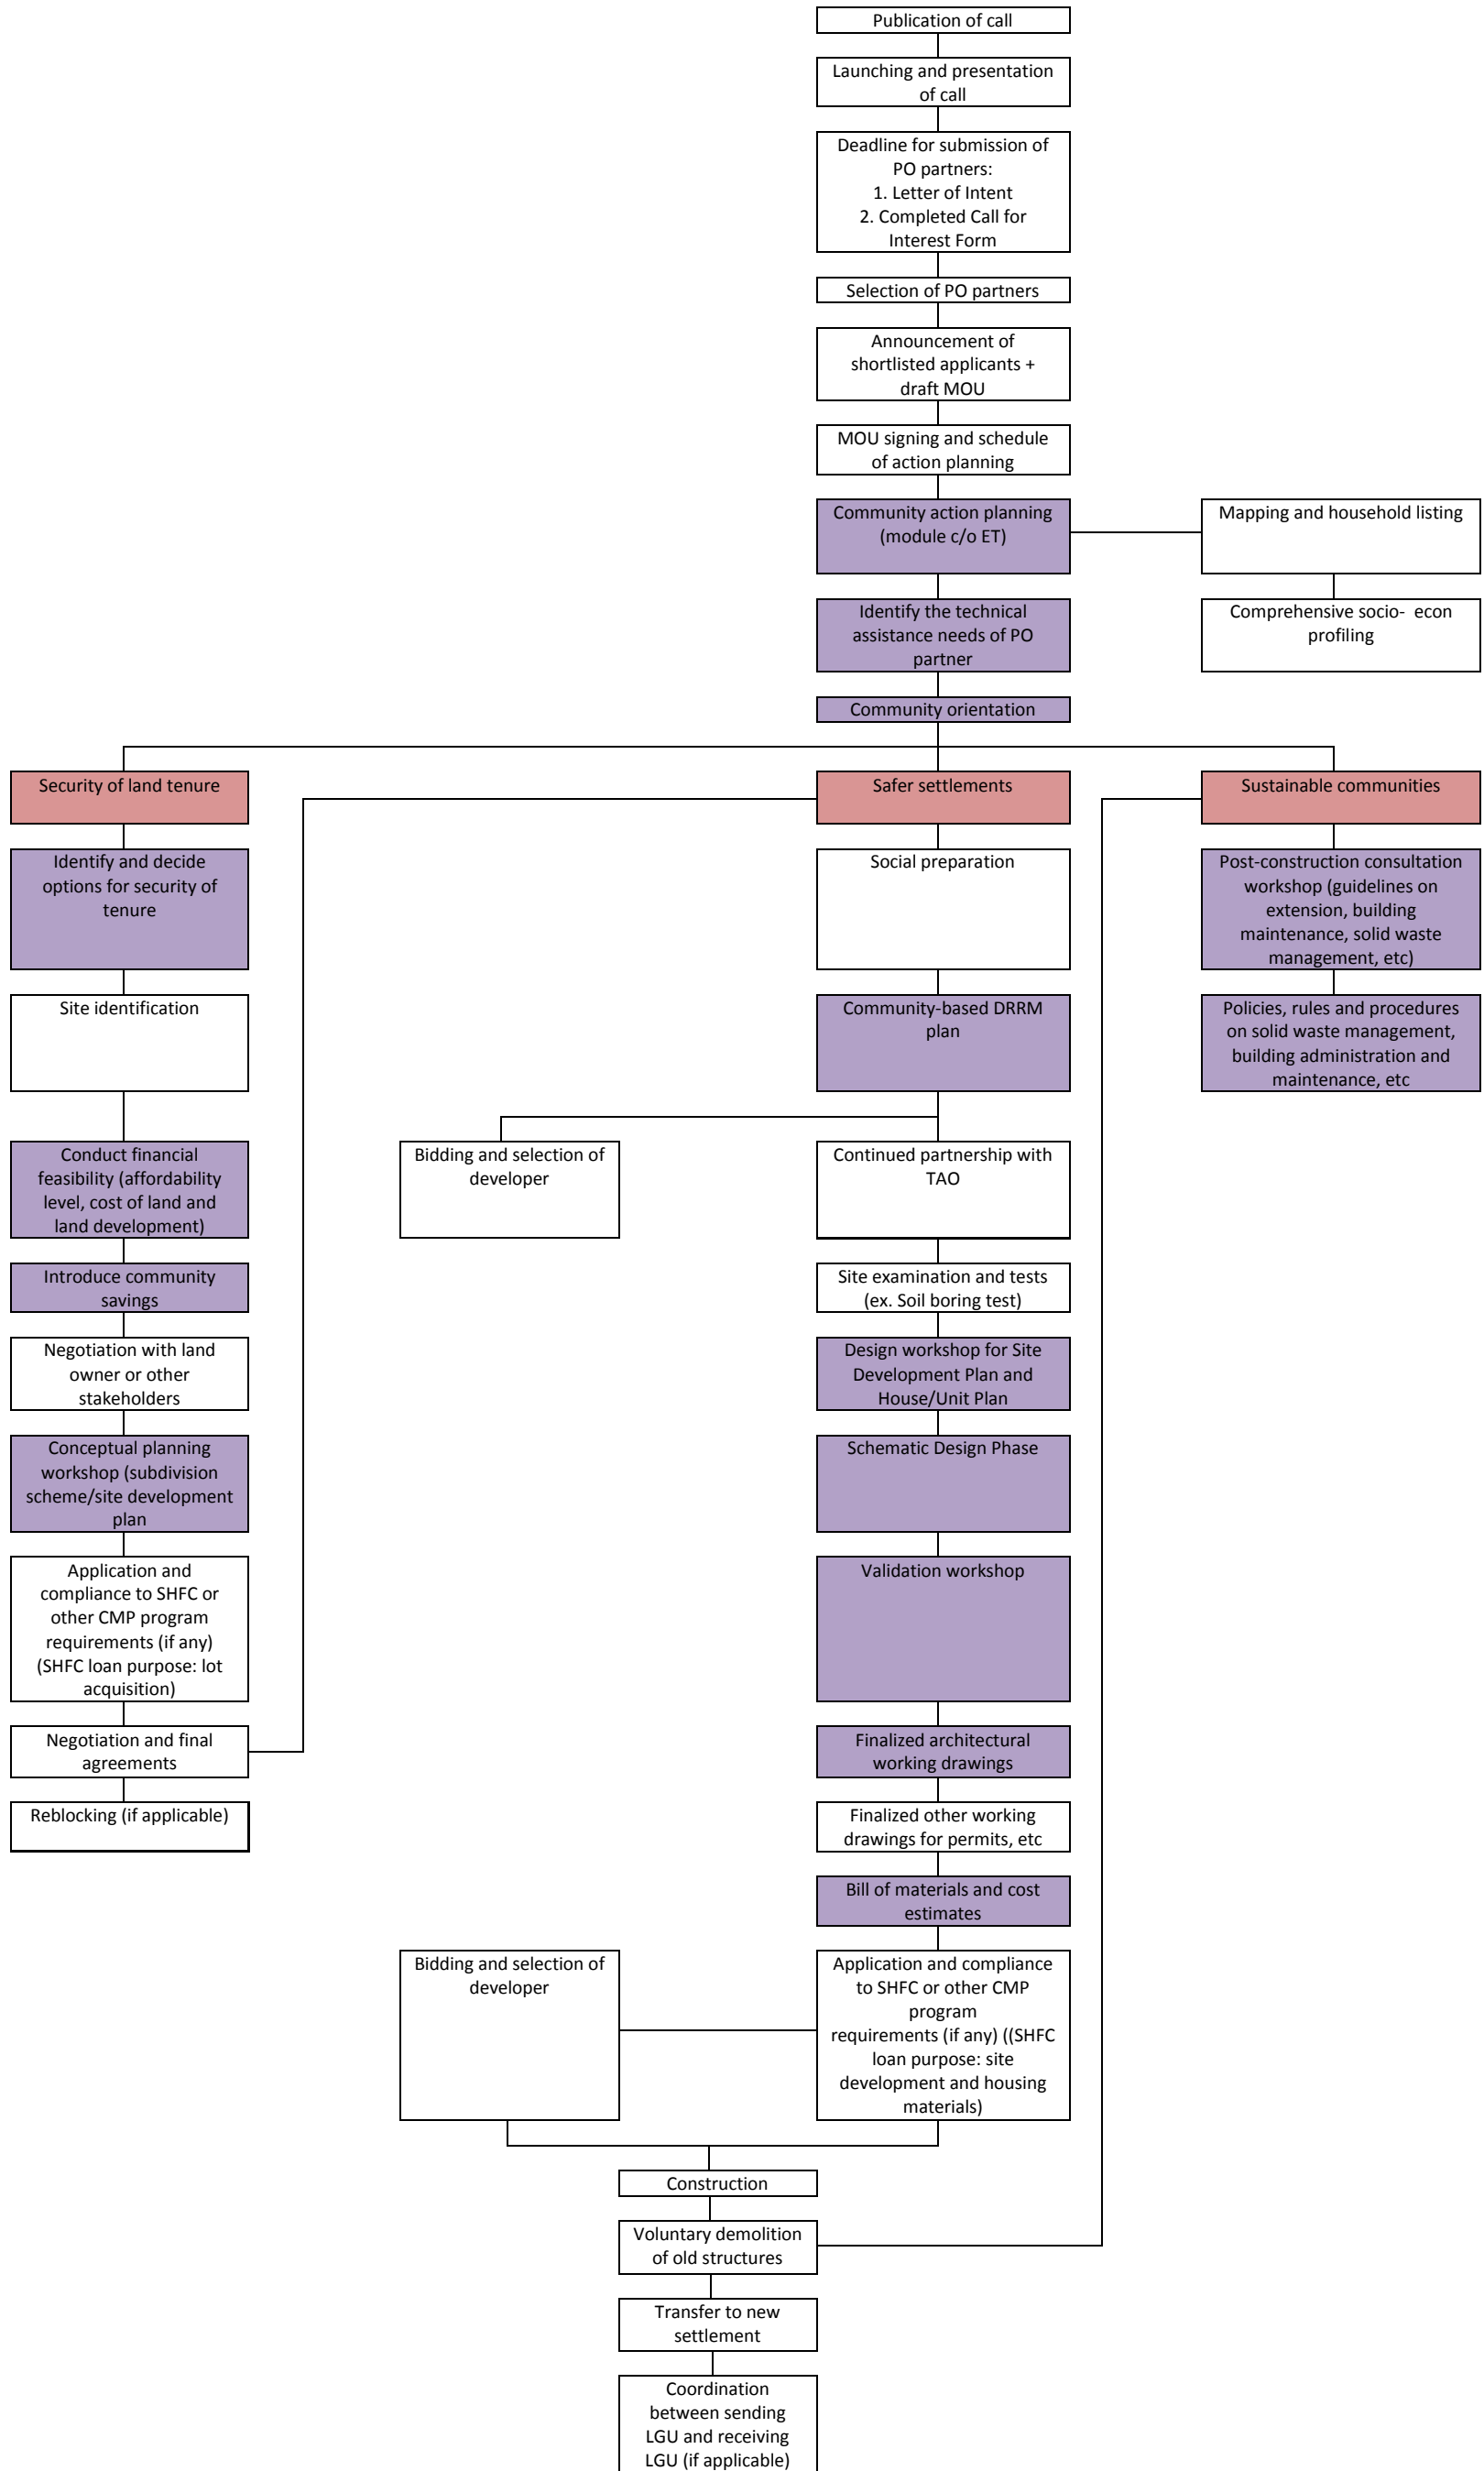 Publication of call
Launching and presentation
of call
Deadline for submission of
PO partners:
1. Letter of Intent
2. Completed Call for
Interest Form
Selection of PO partners
Announcement of
shortlisted applicants +
draft MOU
MOU signing and schedule
of action planning
Community action planning
(module c/o ET)
Mapping and household listing
Identify the technical
assistance needs of PO
partner
Comprehensive socio- econ
profiling
Community orientation
Security of land tenure
Identify and decide
options for security of
tenure
Site identification
Conduct financial
feasibility (affordability
level, cost of land and
land development)
Introduce community
savings
Negotiation with land
owner or other
stakeholders
Conceptual planning
workshop (subdivision
scheme/site development
plan
Application and
compliance to SHFC or
other CMP program
requirements (if any)
(SHFC loan purpose: lot
acquisition)
Negotiation and final
agreements
Reblocking (if applicable)
Safer settlements
Social preparation
Community-based DRRM
plan
Bidding and selection of
developer
Continued partnership with
TAO
Site examination and tests
(ex. Soil boring test)
Design workshop for Site
Development Plan and
House/Unit Plan
Schematic Design Phase
Validation workshop
Finalized architectural
working drawings
Finalized other working
drawings for permits, etc
Bill of materials and cost
estimates
Bidding and selection of
developer
Application and compliance
to SHFC or other CMP
program
requirements (if any) ((SHFC
loan purpose: site
development and housing
materials)
Construction
Voluntary demolition
of old structures
Transfer to new
settlement
Coordination
between sending
LGU and receiving
LGU (if applicable)
Sustainable communities
Post-construction consultation
workshop (guidelines on
extension, building
maintenance, solid waste
management, etc)
Policies, rules and procedures
on solid waste management,
building administration and
maintenance, etc